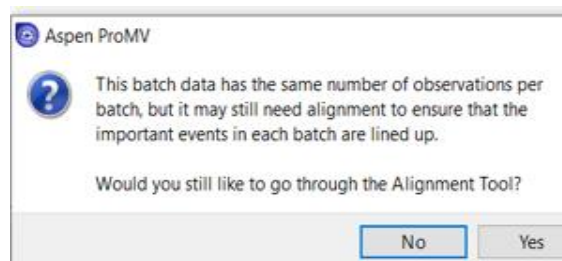 Aspen ProMV
This batch data has the same number of observations per
batch, but it may still need alignment to ensure that the
important events in each batch are lined up.
Would you still like to go through the Alignment Tool?
No
Yes